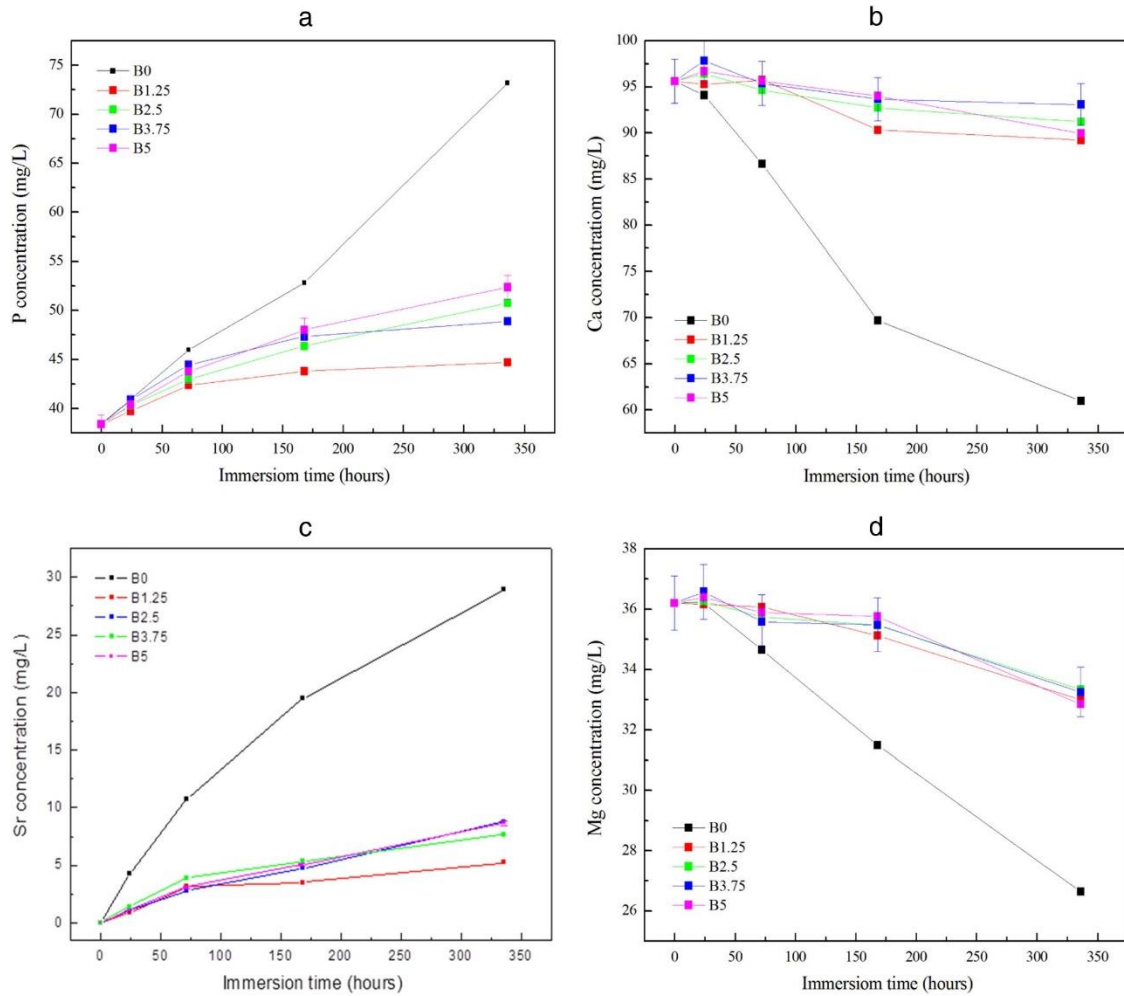 a
P concentration (mg/L)
75
70
65
60
55
50
45
40
B0
B1.25
B2.5
B3.75
B5
0 50 100 150 200 250 300 350
Immersiom time (hours)
b
Ca concentratiom (mg/L)
100
95
90
85
80
75
70
65
60
B0
B1.25
B2.5
B3.75
B5
0 50 100 150 200 250 300 350
Immersion time (hours)
c
Sr concentration (mg/L)
30
25
20
15
10
5
0
B0
B1.25
B2.5
B3.75
B5
0 50 100 150 200 250 300 350
Immersion time (hours)
d
Mg concentration (mg/L)
38
36
34
32
30
28
26
B0
B1.25
B2.5
B3.75
B5
0 50 100 150 200 250 300 350
Immersiom time (hours)